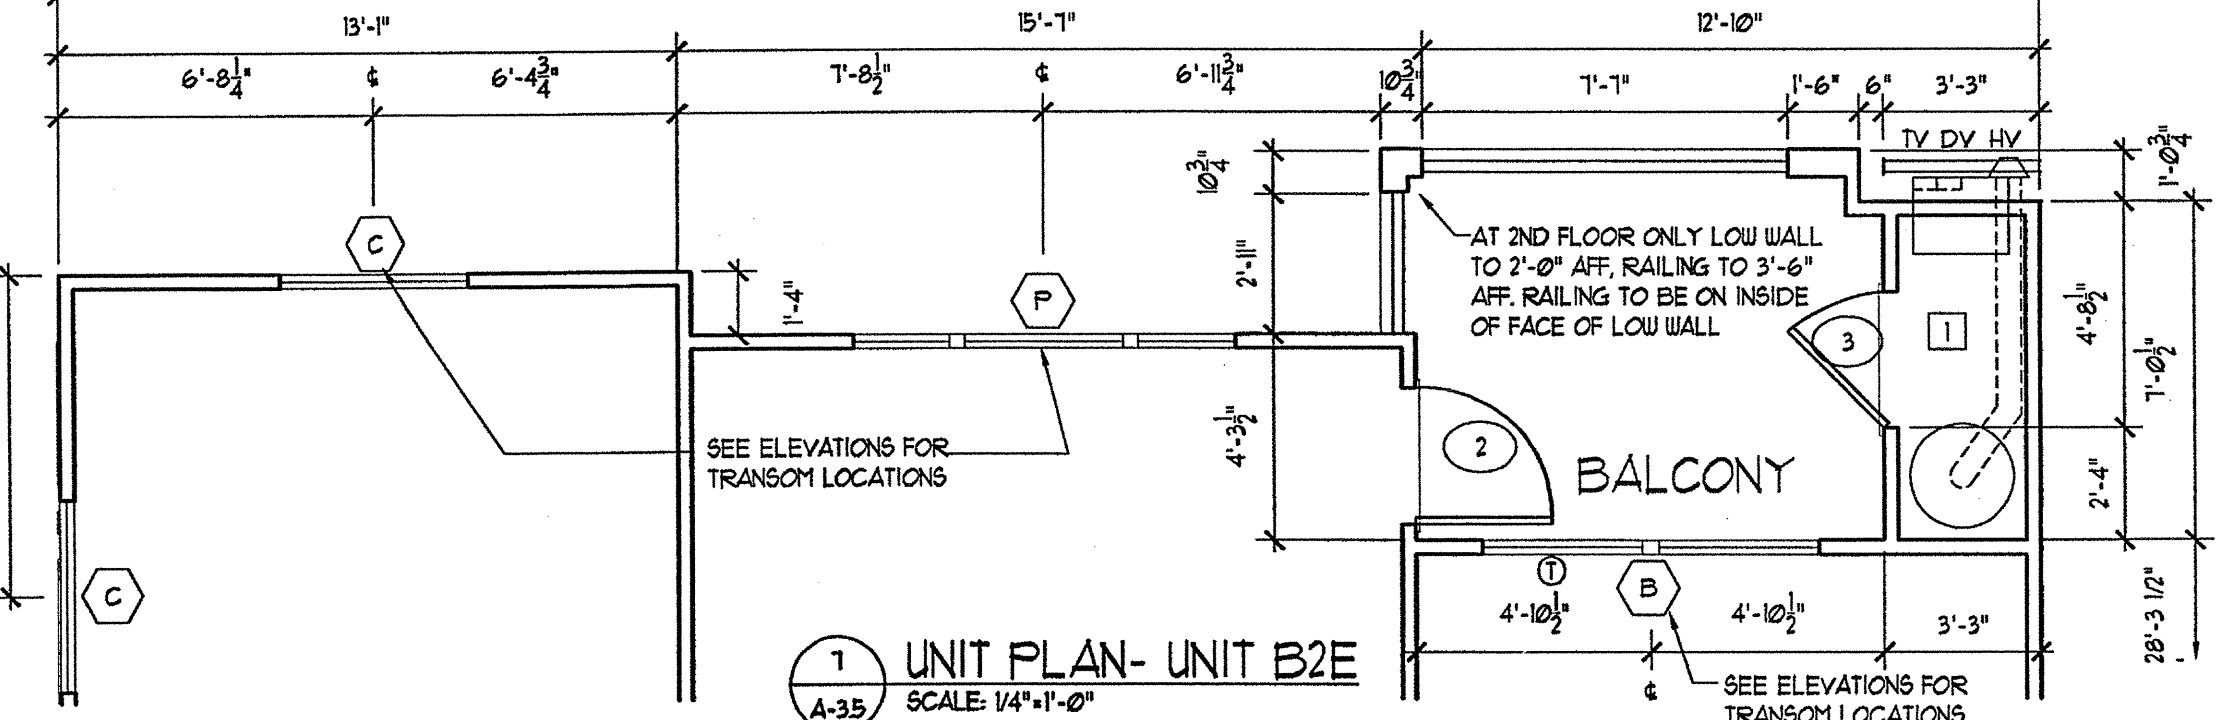 13'-1"
15'-7"
12'-10"
6'-8 1/4"
℄
6'-4 3/4"
7'-8 1/2"
℄
6'-11 3/4"
10 3/4"
7'-7"
1'-6"
6"
3'-3"
TV DV HV
1'-0 3/4"
10 3/4"
C
P
2'-11"
1'-4"
AT 2ND FLOOR ONLY LOW WALL
TO 2'-0" AFF, RAILING TO 3'-6"
AFF. RAILING TO BE ON INSIDE
OF FACE OF LOW WALL
3
1
4'-8 1/2"
7'-0 1/2"
SEE ELEVATIONS FOR
TRANSOM LOCATIONS
4'-3 1/2"
2
BALCONY
2'-4"
C
T
B
4'-10 1/2"
4'-10 1/2"
3'-3"
28'-3 1/2"
7
A-3.5
UNIT PLAN- UNIT B2E
SCALE: 1/4"=1'-0"
℄
SEE ELEVATIONS FOR
TRANSOM LOCATIONS